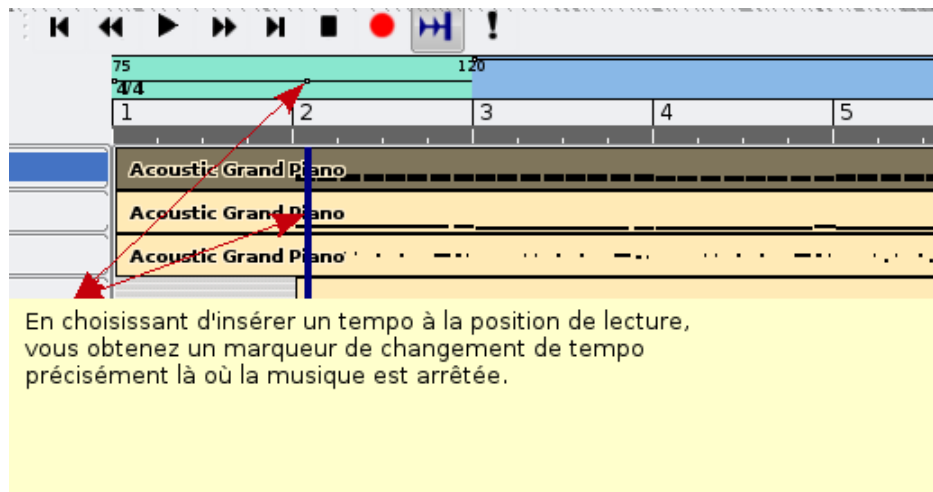 75 120
4/4
1 2 3 4 5
Acoustic Grand Piano
Acoustic Grand Piano
Acoustic Grand Piano
En choisissant d'insérer un tempo à la position de lecture,
vous obtenez un marqueur de changement de tempo
précisément là où la musique est arrêtée.